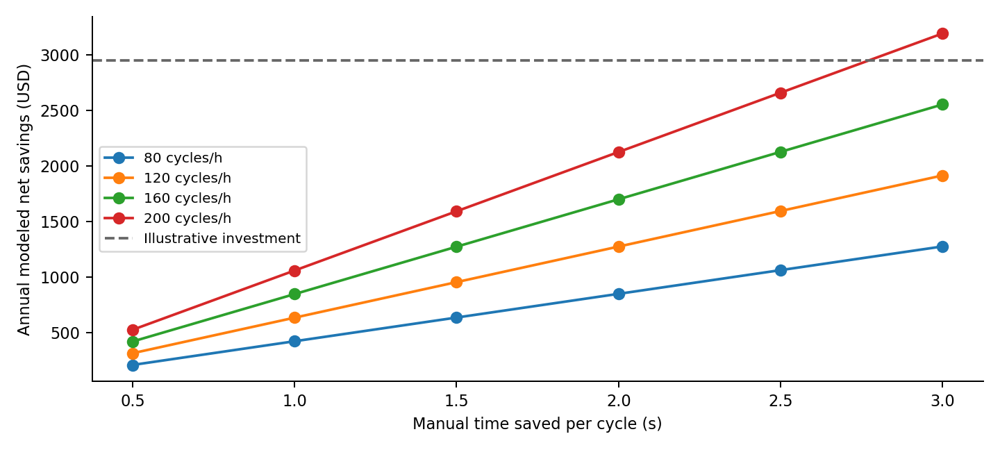 Annual modeled net savings (USD)
3000
2500
2000
1500
1000
500
80 cycles/h
120 cycles/h
160 cycles/h
200 cycles/h
Illustrative investment
0.5 1.0 1.5 2.0 2.5 3.0
Manual time saved per cycle (s)